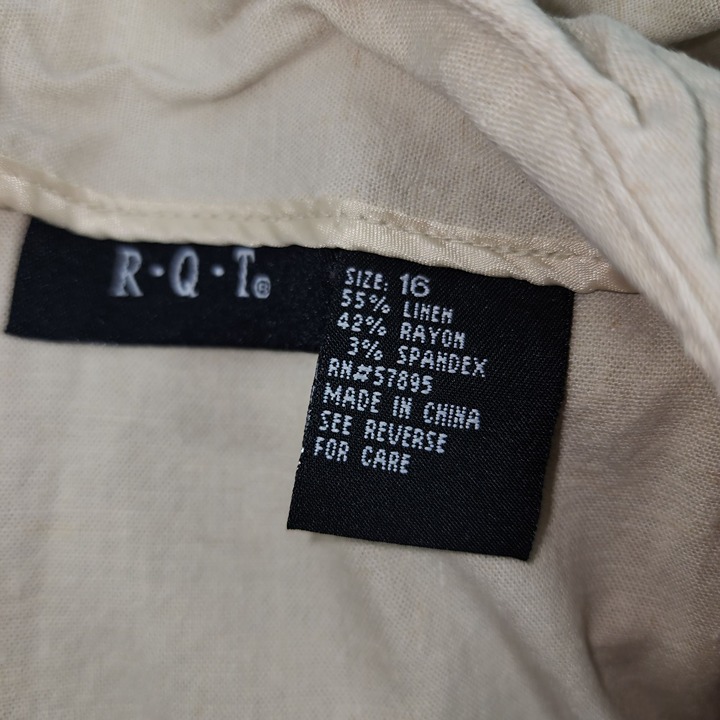 R·Q·T®
SIZE: 16
55% LINEN
42% RAYON
3% SPANDEX
RN#57895
MADE IN CHINA
SEE REVERSE
FOR CARE